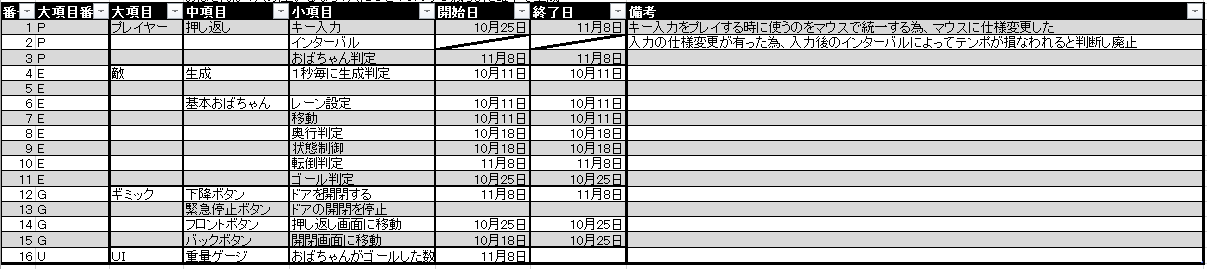 番 大項目番 大項目 中項目 小項目 開始日 終了日 備考
1 P プレイヤー 押し返し キー入力 10月25日 11月8日 キー入力をプレイする時に使うのをマウスで統一する為、マウスに仕様変更した
2 P インターバル 入力の仕様変更が有った為、入力後のインターバルによってテンポが損なわれると判断し廃止
3 P おばちゃん判定 11月8日 11月8日
4 E 敵 生成 1秒毎に生成判定 10月11日 10月11日
5 E
6 E 基本おばちゃん レーン設定 10月11日 10月11日
7 E 移動 10月11日 10月11日
8 E 奥行判定 10月18日 10月18日
9 E 状態制御 10月18日 10月18日
10 E 転倒判定 11月8日 11月8日
11 E ゴール判定 10月25日 10月25日
12 G ギミック 下降ボタン ドアを開閉する 11月8日 11月8日
13 G 緊急停止ボタン ドアの開閉を停止
14 G フロントボタン 押し返し画面に移動 10月25日 10月25日
15 G バックボタン 開閉画面に移動 10月18日 10月25日
16 U UI 重量ゲージ おばちゃんがゴールした数 11月8日